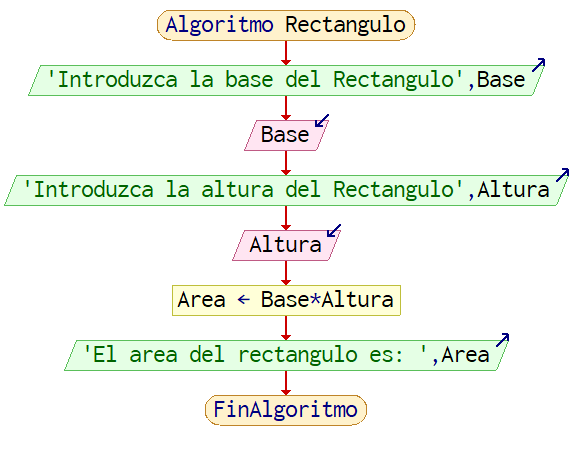 Algoritmo Rectangulo
'Introduzca la base del Rectangulo',Base
Base
'Introduzca la altura del Rectangulo',Altura
Altura
Area ← Base*Altura
'El area del rectangulo es: ',Area
FinAlgoritmo